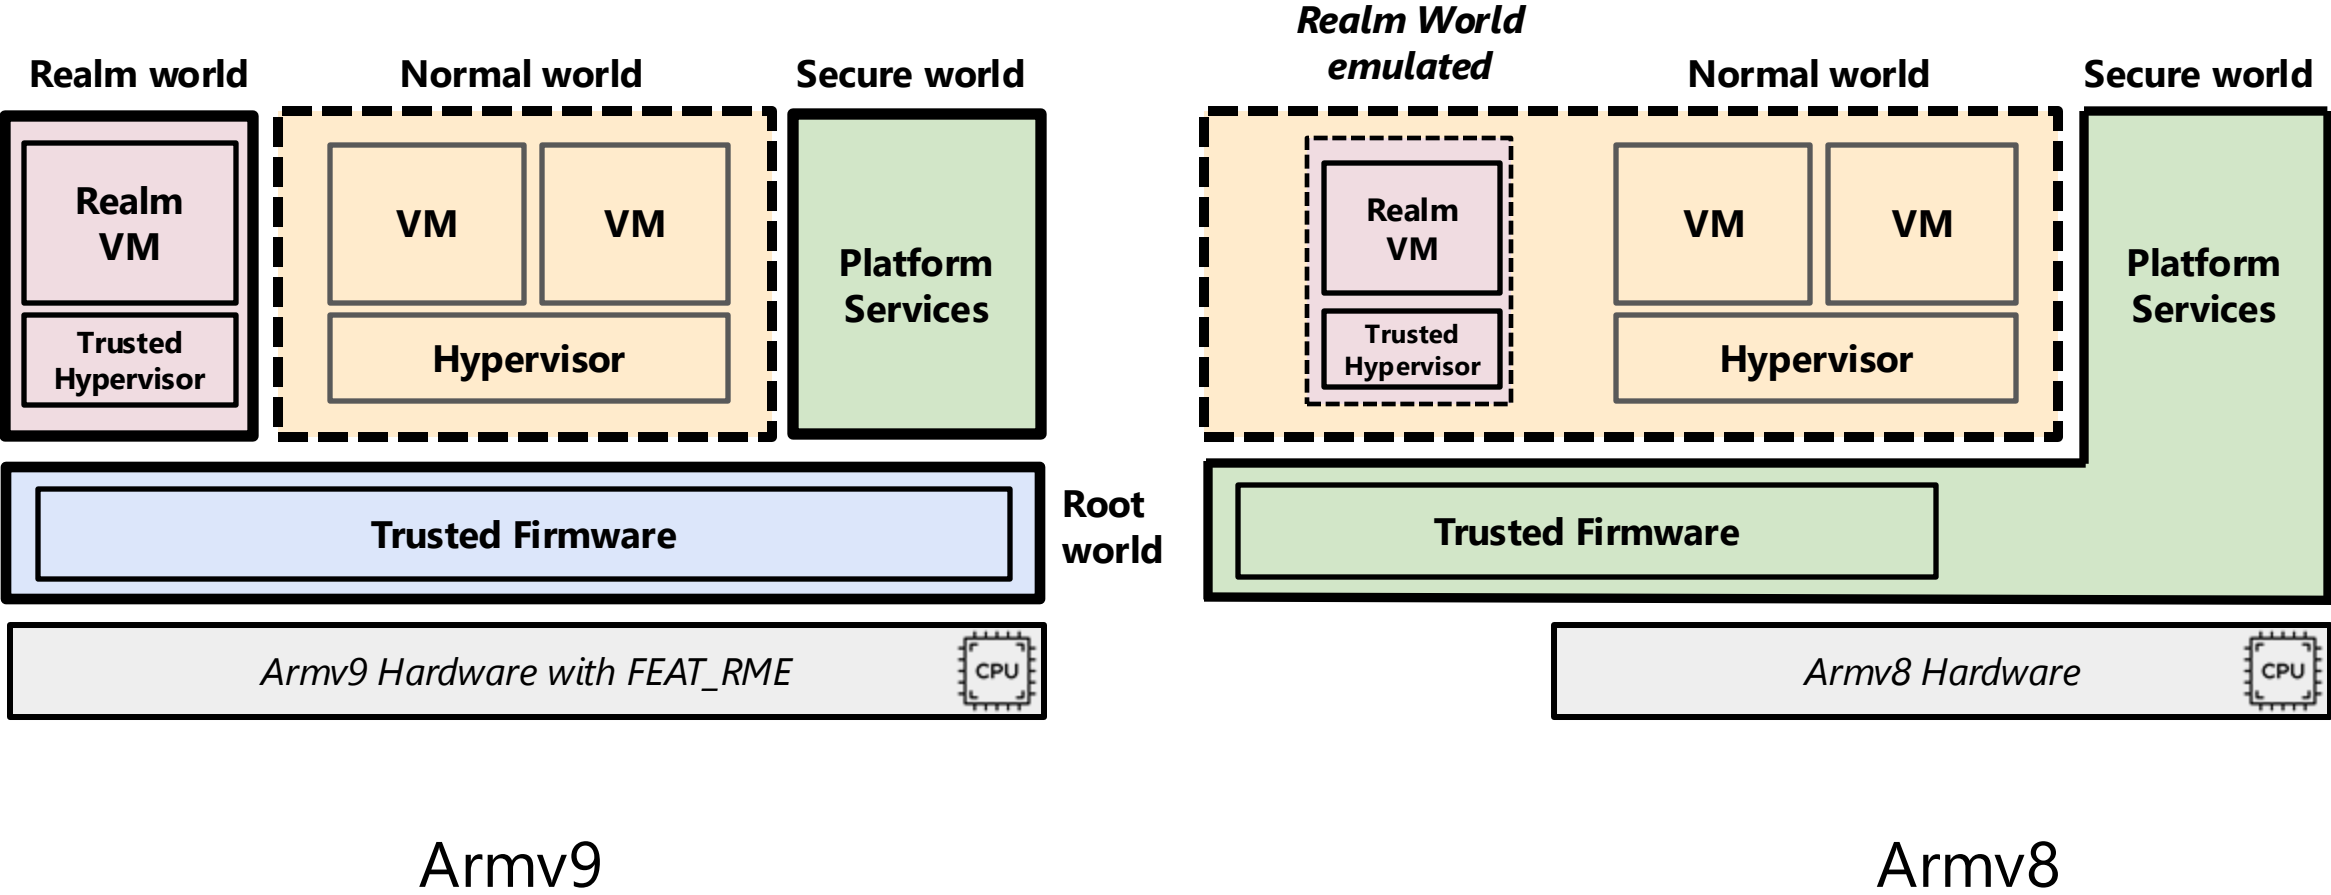 Realm world
Normal world
Secure world
Realm
VM
Trusted
Hypervisor
VM
VM
Hypervisor
Platform
Services
Trusted Firmware
Root
world
Armv9 Hardware with FEAT_RME
CPU
Armv9
Realm World
emulated
Normal world
Secure world
Realm
VM
Trusted
Hypervisor
VM
VM
Hypervisor
Platform
Services
Trusted Firmware
Armv8 Hardware
CPU
Armv8